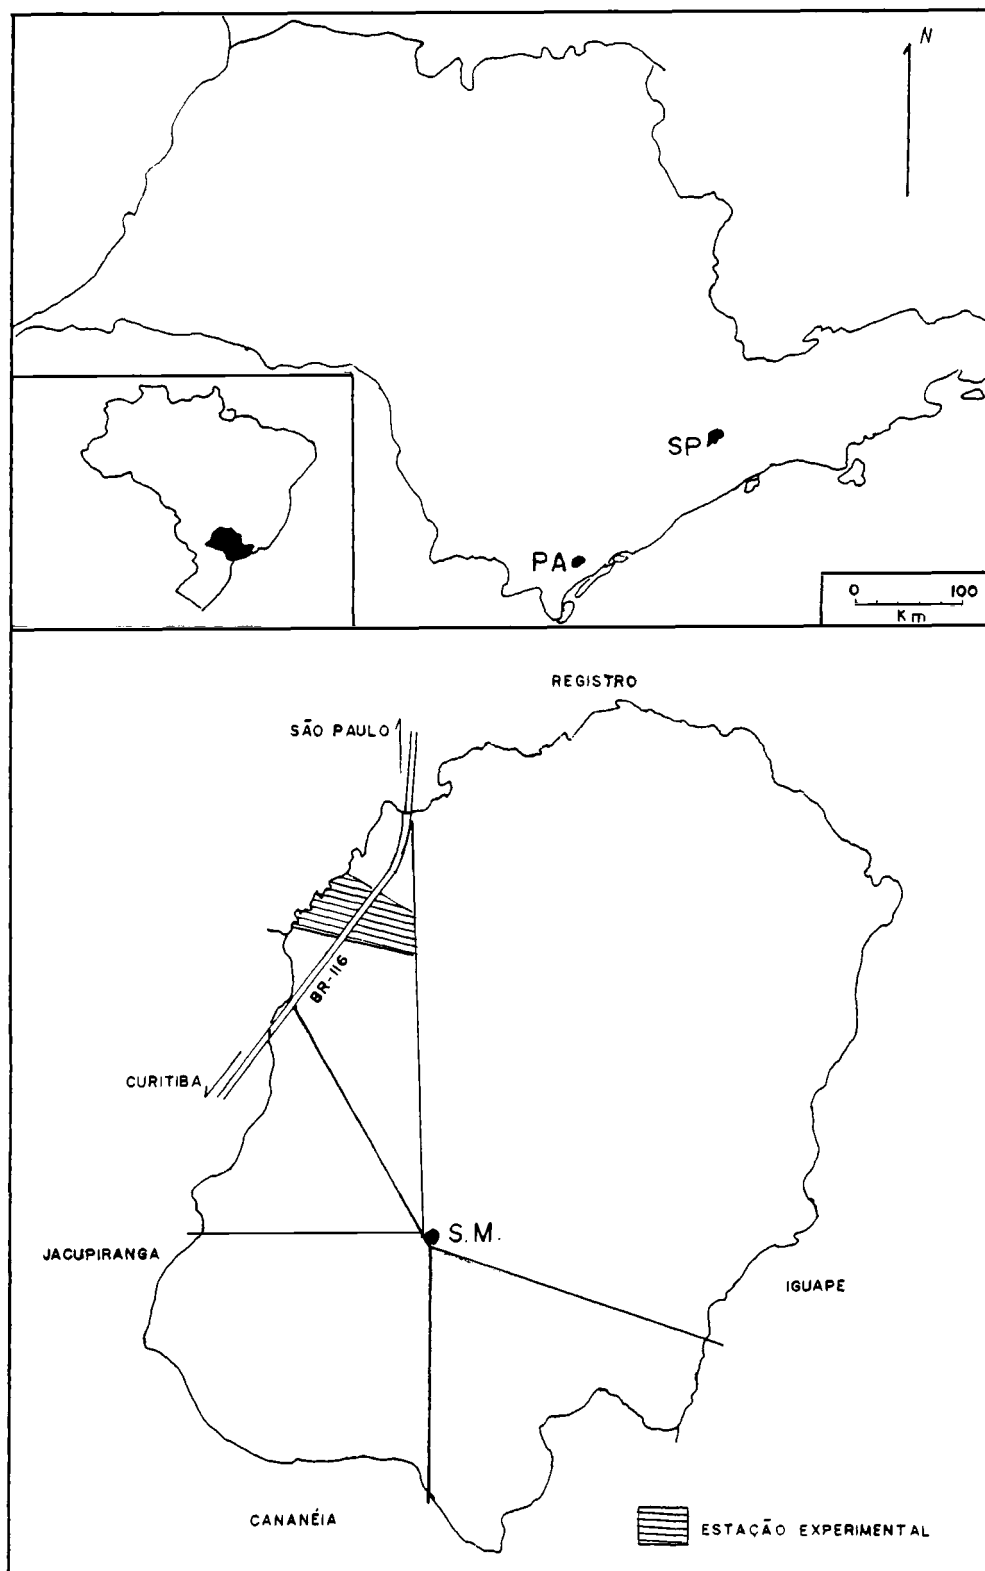 N
SP
PA
0 100
Km
REGISTRO
SÃO PAULO
BR-116
CURITIBA
S.M.
JACUPIRANGA
IGUAPE
CANANÉIA
ESTAÇÃO EXPERIMENTAL